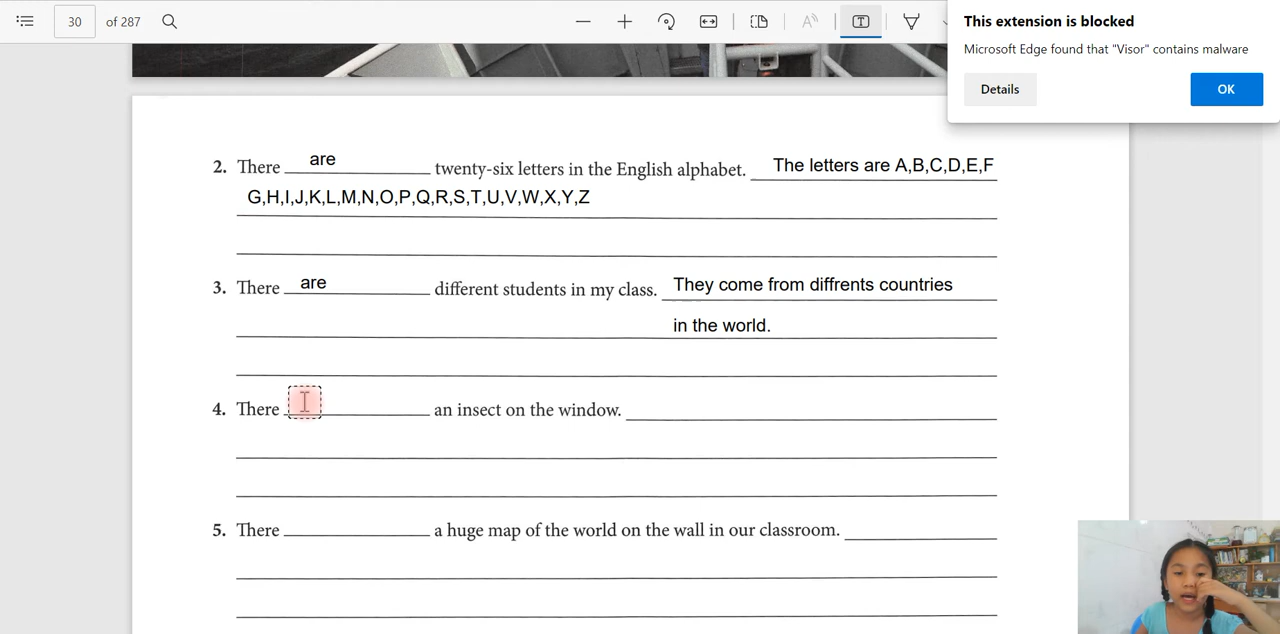 30 of 287
This extension is blocked
Microsoft Edge found that "Visor" contains malware
Details OK
2. There are twenty-six letters in the English alphabet. The letters are A,B,C,D,E,F
G,H,I,J,K,L,M,N,O,P,Q,R,S,T,U,V,W,X,Y,Z
3. There are different students in my class. They come from diffrents countries
in the world.
4. There an insect on the window.
5. There a huge map of the world on the wall in our classroom.